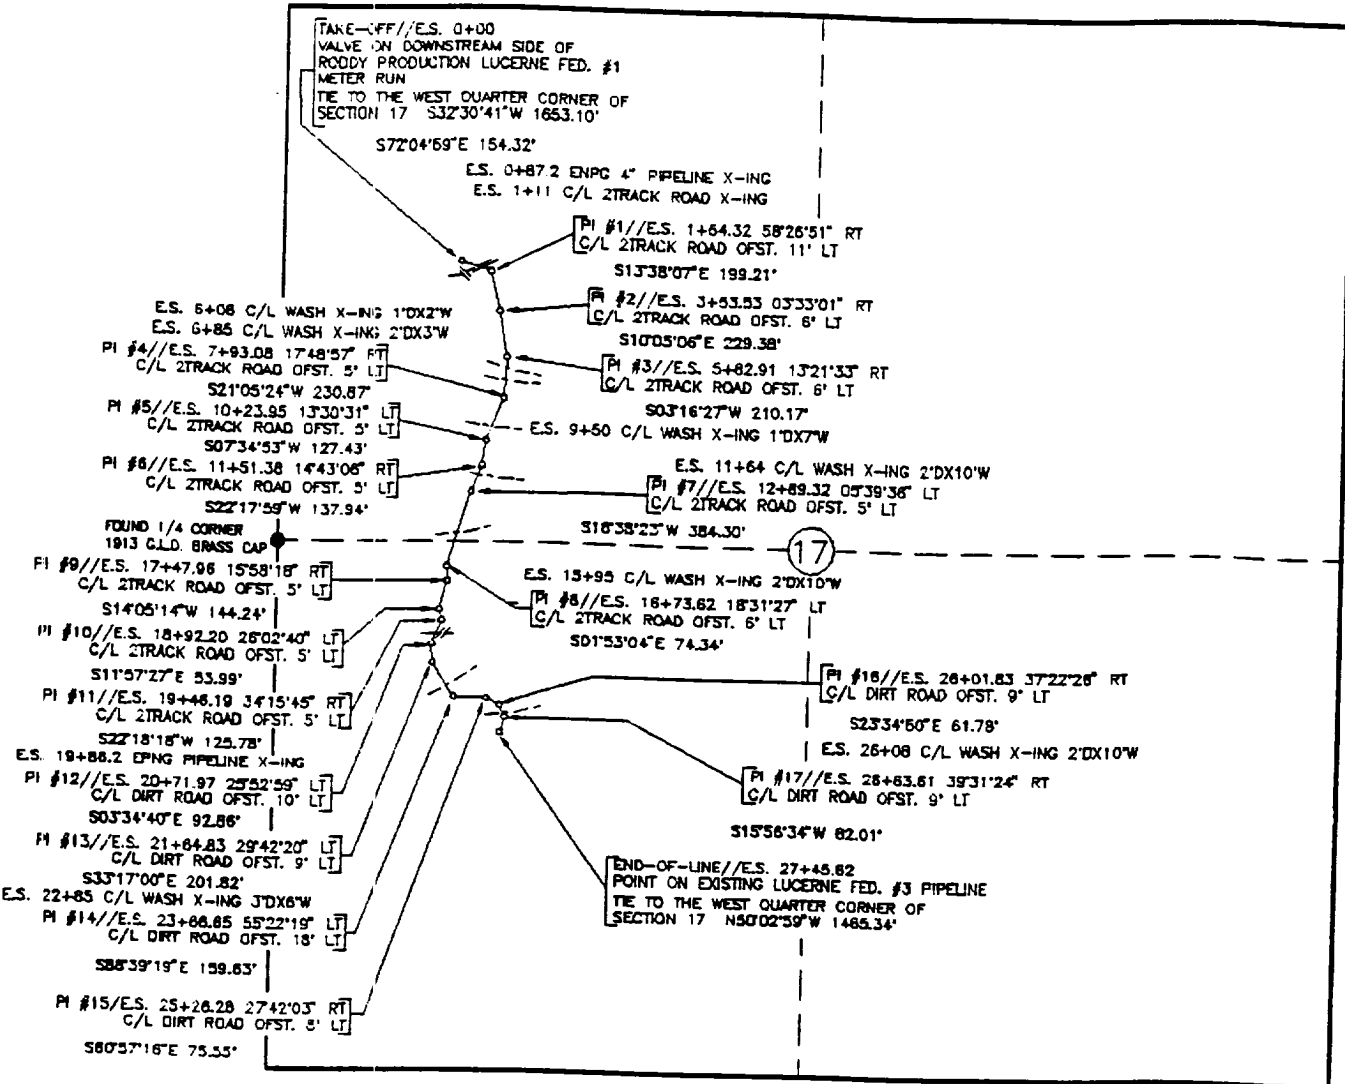 TAKE-OFF//E.S. 0+00
VALVE ON DOWNSTREAM SIDE OF
RODDY PRODUCTION LUCERNE FED. #1
METER RUN
TIE TO THE WEST QUARTER CORNER OF
SECTION 17 S32°30'41"W 1653.10'
S72°04'59"E 154.32'
E.S. 0+87.2 ENPG 4" PIPELINE X-ING
E.S. 1+11 C/L 2TRACK ROAD X-ING
PI #1//E.S. 1+54.32 58°26'51" RT
C/L 2TRACK ROAD OFST. 11' LT
S13°38'07"E 199.21'
PI #2//E.S. 3+53.53 03°33'01" RT
C/L 2TRACK ROAD OFST. 6' LT
S10°05'06"E 229.38'
PI #3//E.S. 5+82.91 13°21'33" RT
C/L 2TRACK ROAD OFST. 6' LT
S03°16'27"W 210.17'
E.S. 6+06 C/L WASH X-ING 1'DX2'W
E.S. 6+85 C/L WASH X-ING 2'DX3'W
PI #4//E.S. 7+93.08 17°48'57" RT
C/L 2TRACK ROAD OFST. 5' LT
S21°05'24"W 230.87'
PI #5//E.S. 10+23.95 13°30'31" LT
C/L 2TRACK ROAD OFST. 5' LT
S07°34'53"W 127.43'
E.S. 9+50 C/L WASH X-ING 1'DX7'W
PI #6//E.S. 11+51.38 14°43'06" RT
C/L 2TRACK ROAD OFST. 5' LT
S22°17'59"W 137.94'
E.S. 11+64 C/L WASH X-ING 2'DX10'W
PI #7//E.S. 12+89.32 05°39'36" LT
C/L 2TRACK ROAD OFST. 5' LT
S16°38'23"W 384.30'
FOUND 1/4 CORNER
1913 G.L.O. BRASS CAP
17
E.S. 15+95 C/L WASH X-ING 2'DX10'W
PI #8//E.S. 16+73.62 18°31'27" LT
C/L 2TRACK ROAD OFST. 6' LT
S01°53'04"E 74.34'
PI #9//E.S. 17+47.96 15°58'18" RT
C/L 2TRACK ROAD OFST. 5' LT
S14°05'14"W 144.24'
PI #10//E.S. 18+92.20 26°02'40" LT
C/L 2TRACK ROAD OFST. 5' LT
S11°57'27"E 53.99'
PI #11//E.S. 19+46.19 34°15'45" RT
C/L 2TRACK ROAD OFST. 5' LT
S22°18'18"W 125.78'
E.S. 19+86.2 EPNG PIPELINE X-ING
PI #12//E.S. 20+71.97 25°52'59" LT
C/L DIRT ROAD OFST. 10' LT
S03°34'40"E 92.86'
PI #13//E.S. 21+64.83 29°42'20" LT
C/L DIRT ROAD OFST. 9' LT
S33°17'00"E 201.82'
E.S. 22+85 C/L WASH X-ING 3'DX6'W
PI #14//E.S. 23+66.65 55°22'19" LT
C/L DIRT ROAD OFST. 18' LT
S88°39'19"E 159.63'
PI #15/E.S. 25+26.28 27°42'03" RT
C/L DIRT ROAD OFST. 8' LT
S60°57'16"E 75.55'
PI #16//E.S. 26+01.83 37°22'26" RT
C/L DIRT ROAD OFST. 9' LT
S23°34'50"E 61.78'
E.S. 26+08 C/L WASH X-ING 2'DX10'W
PI #17//E.S. 26+63.61 39°31'24" RT
C/L DIRT ROAD OFST. 9' LT
S15°56'34"W 82.01'
END-OF-LINE//E.S. 27+45.62
POINT ON EXISTING LUCERNE FED. #3 PIPELINE
TIE TO THE WEST QUARTER CORNER OF
SECTION 17 N50°02'59"W 1465.34'